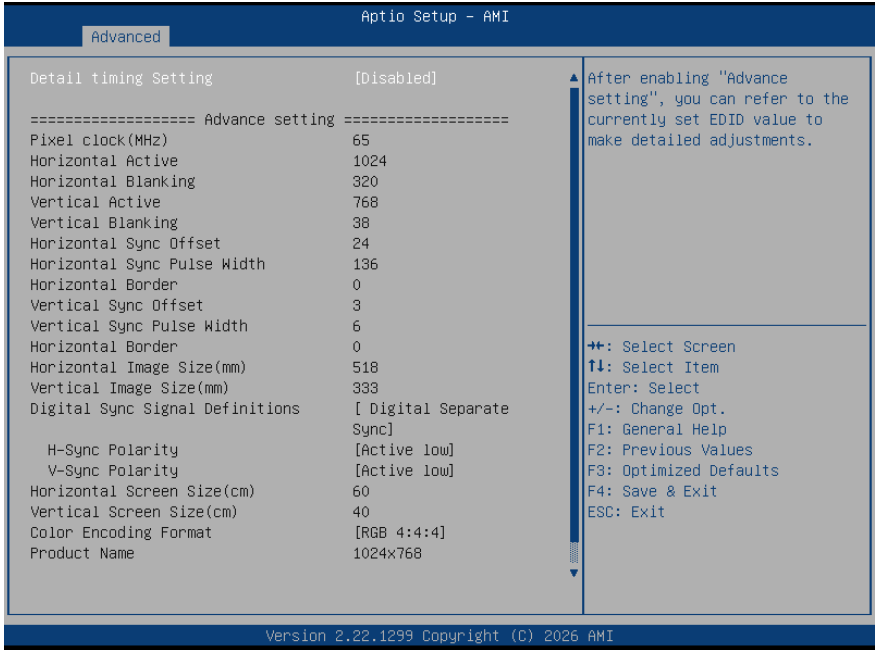 Aptio Setup – AMI
Advanced
Detail timing Setting [Disabled]
=================== Advance setting ===================
Pixel clock(MHz) 65
Horizontal Active 1024
Horizontal Blanking 320
Vertical Active 768
Vertical Blanking 38
Horizontal Sync Offset 24
Horizontal Sync Pulse Width 136
Horizontal Border 0
Vertical Sync Offset 3
Vertical Sync Pulse Width 6
Horizontal Border 0
Horizontal Image Size(mm) 518
Vertical Image Size(mm) 333
Digital Sync Signal Definitions [ Digital Separate
Sync]
H-Sync Polarity [Active low]
V-Sync Polarity [Active low]
Horizontal Screen Size(cm) 60
Vertical Screen Size(cm) 40
Color Encoding Format [RGB 4:4:4]
Product Name 1024x768
After enabling "Advance
setting", you can refer to the
currently set EDID value to
make detailed adjustments.
→←: Select Screen
↑↓: Select Item
Enter: Select
+/-: Change Opt.
F1: General Help
F2: Previous Values
F3: Optimized Defaults
F4: Save & Exit
ESC: Exit
Version 2.22.1299 Copyright (C) 2026 AMI